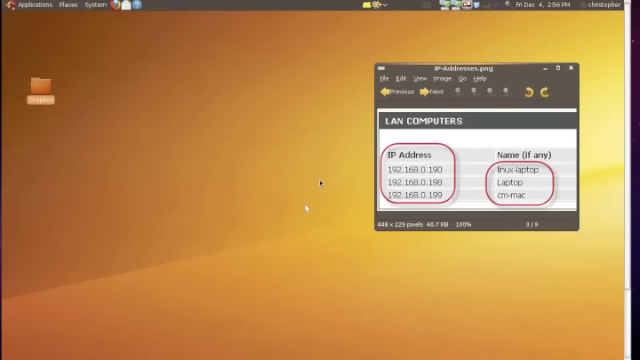 Applications Places System
Fri Dec 4, 2:56 PM christopher
Dropbox
IP-Addresses.png
File Edit View Image Go Help
Previous Next
LAN COMPUTERS
IP Address Name (if any)
192.168.0.190 linux-laptop
192.168.0.198 Laptop
192.168.0.199 cm-mac
448 x 229 pixels 46.7 KB 100% 3 / 9